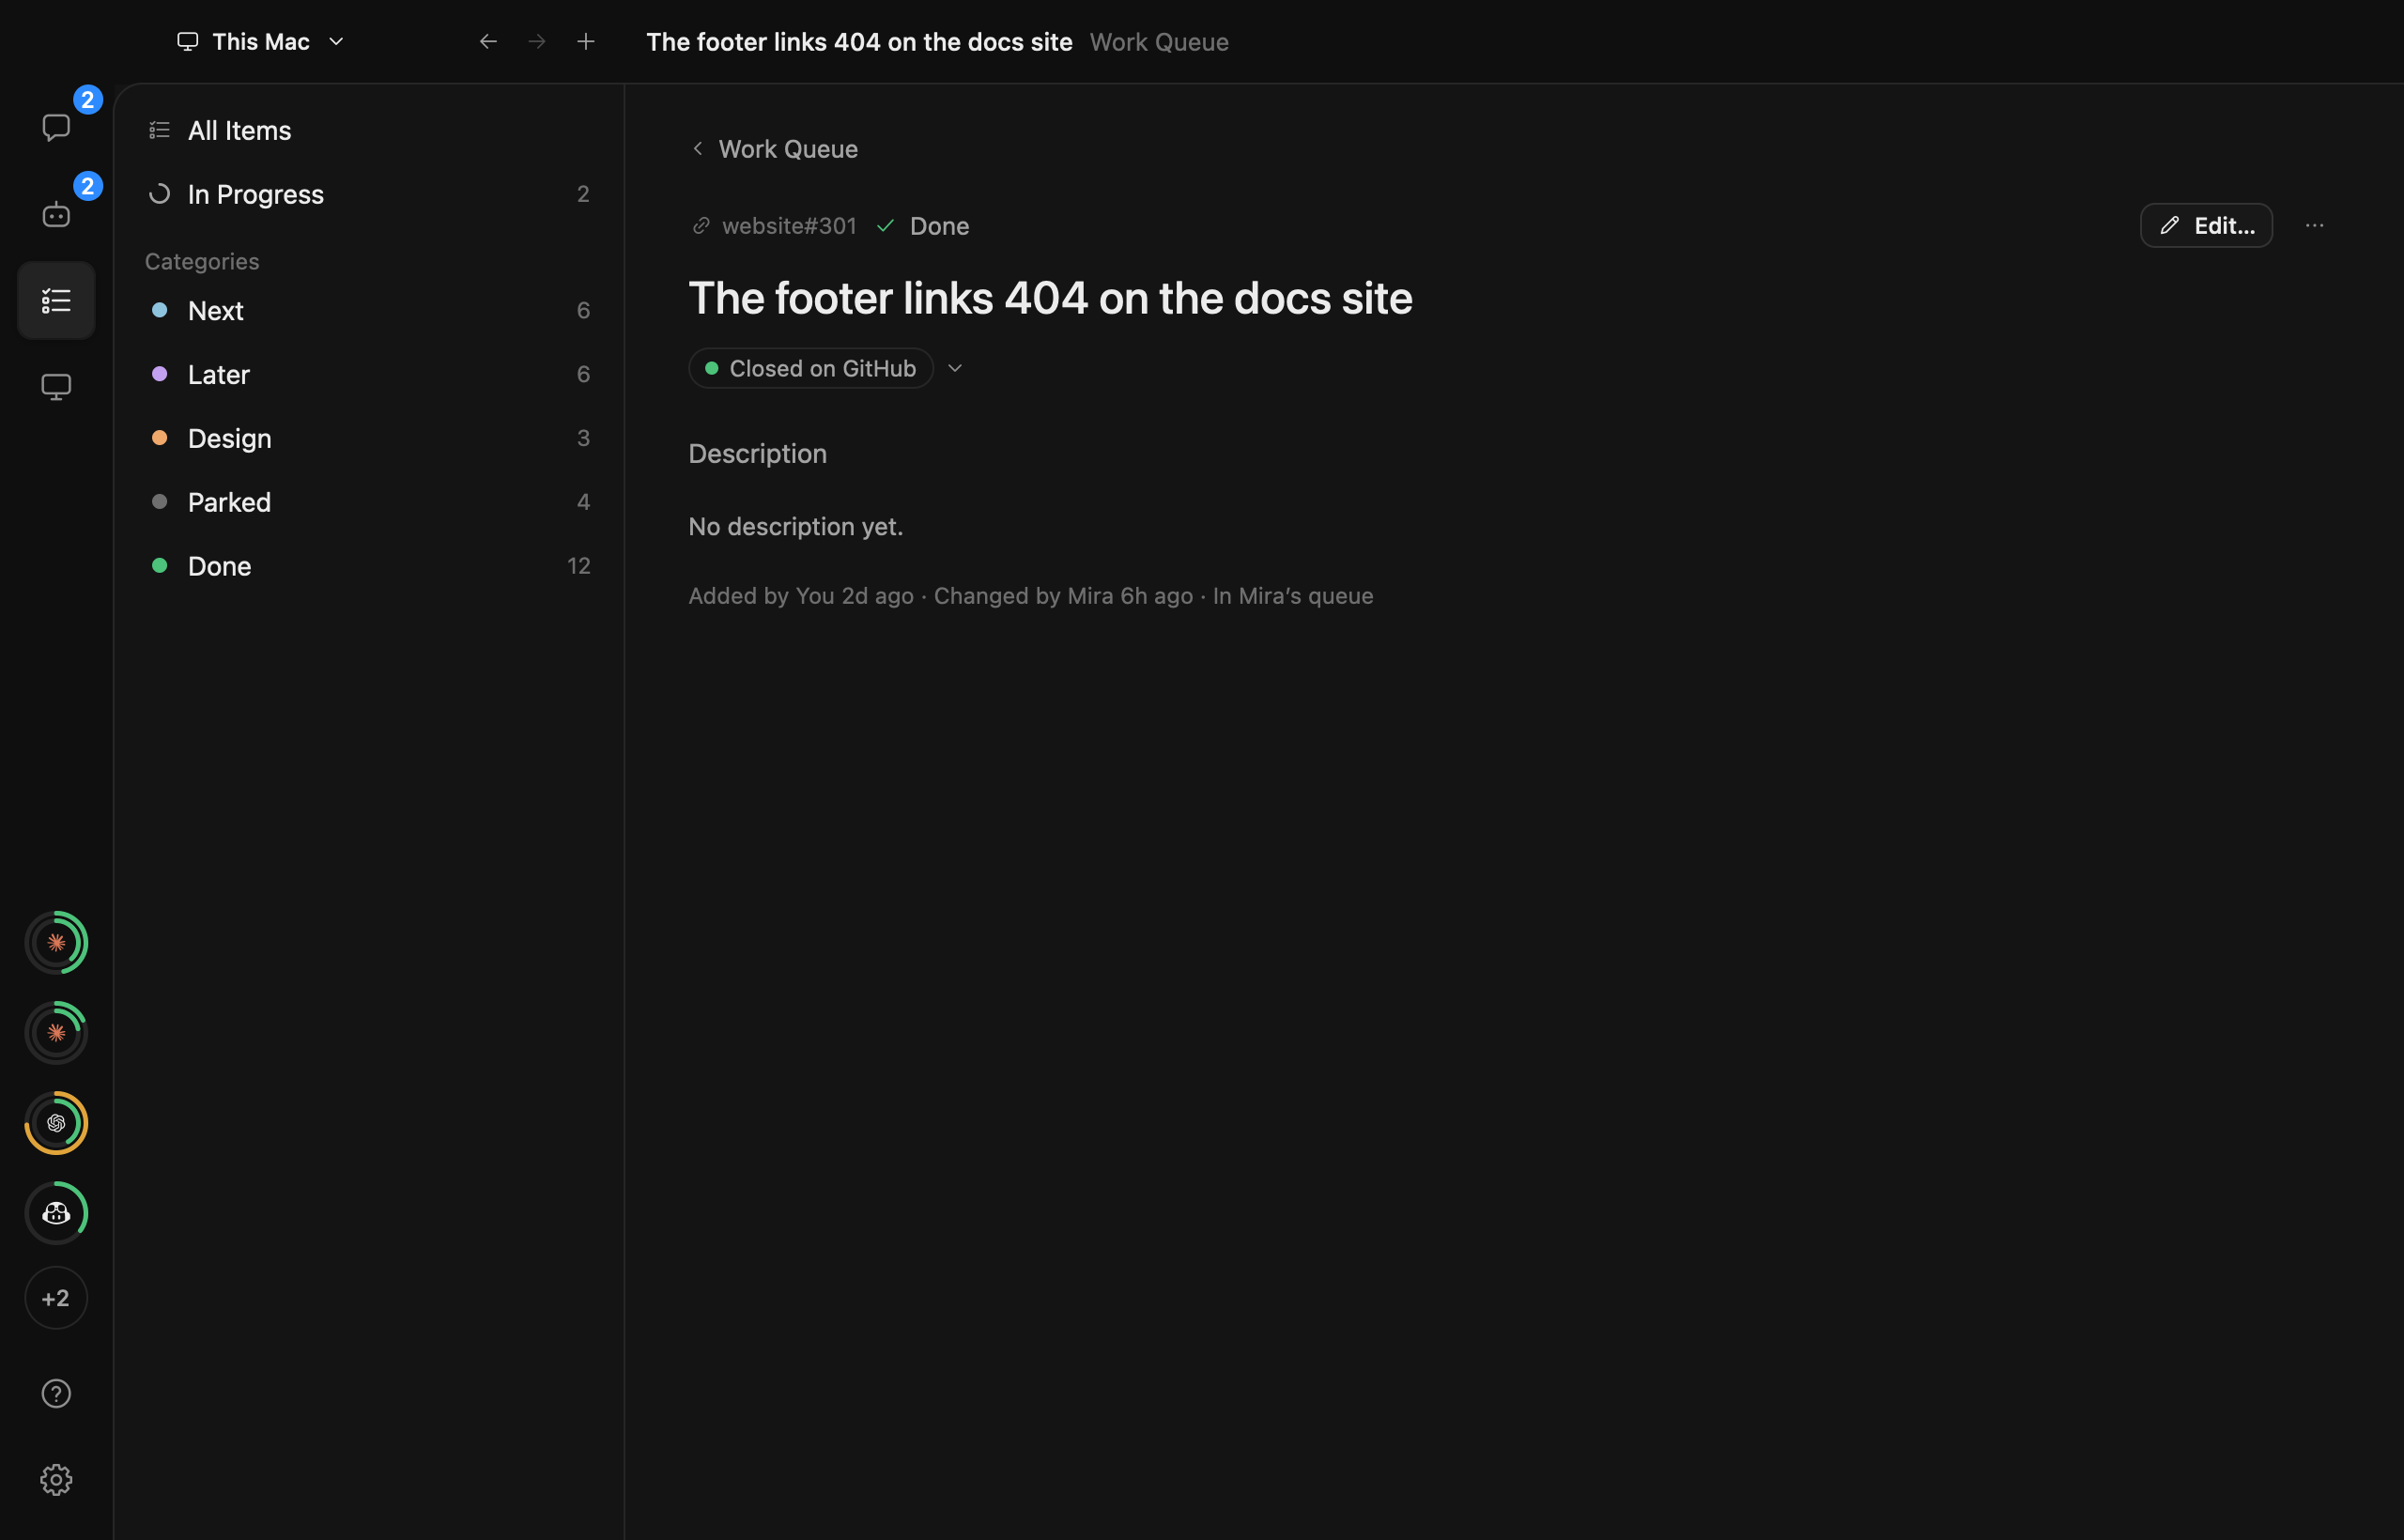 This Mac
The footer links 404 on the docs site Work Queue
2
2
All Items
In Progress 2
Categories
Next 6
Later 6
Design 3
Parked 4
Done 12
+2
Work Queue
website#301 Done
Edit...
The footer links 404 on the docs site
Closed on GitHub
Description
No description yet.
Added by You 2d ago · Changed by Mira 6h ago · In Mira’s queue